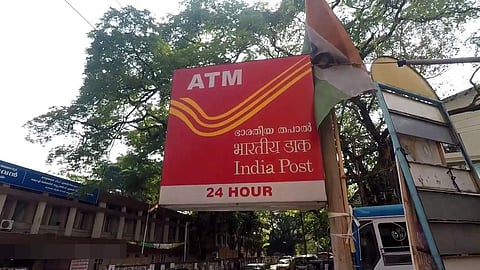 ATM
ഭാരതീയ തപാൽ
भारतीय डाक
India Post
24 HOUR